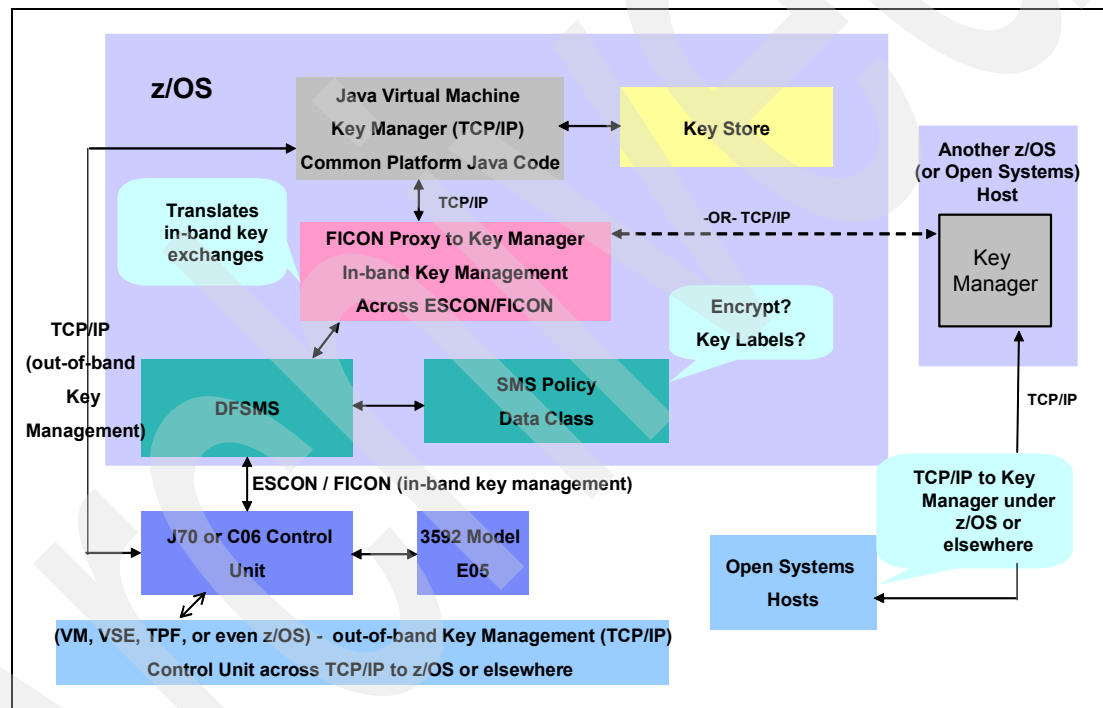 z/OS
Java Virtual Machine
Key Manager (TCP/IP)
Common Platform Java Code
Key Store
Another z/OS
(or Open Systems)
Host
Key
Manager
Translates
in-band key
exchanges
TCP/IP
-OR- TCP/IP
FICON Proxy to Key Manager
In-band Key Management
Across ESCON/FICON
Encrypt?
Key Labels?
TCP/IP
(out-of-band
Key
Management)
DFSMS
SMS Policy
Data Class
TCP/IP
ESCON / FICON (in-band key management)
TCP/IP to Key
Manager under
z/OS or
elsewhere
J70 or C06 Control
Unit
3592 Model
E05
Open Systems
Hosts
(VM, VSE, TPF, or even z/OS) - out-of-band Key Management (TCP/IP)
Control Unit across TCP/IP to z/OS or elsewhere